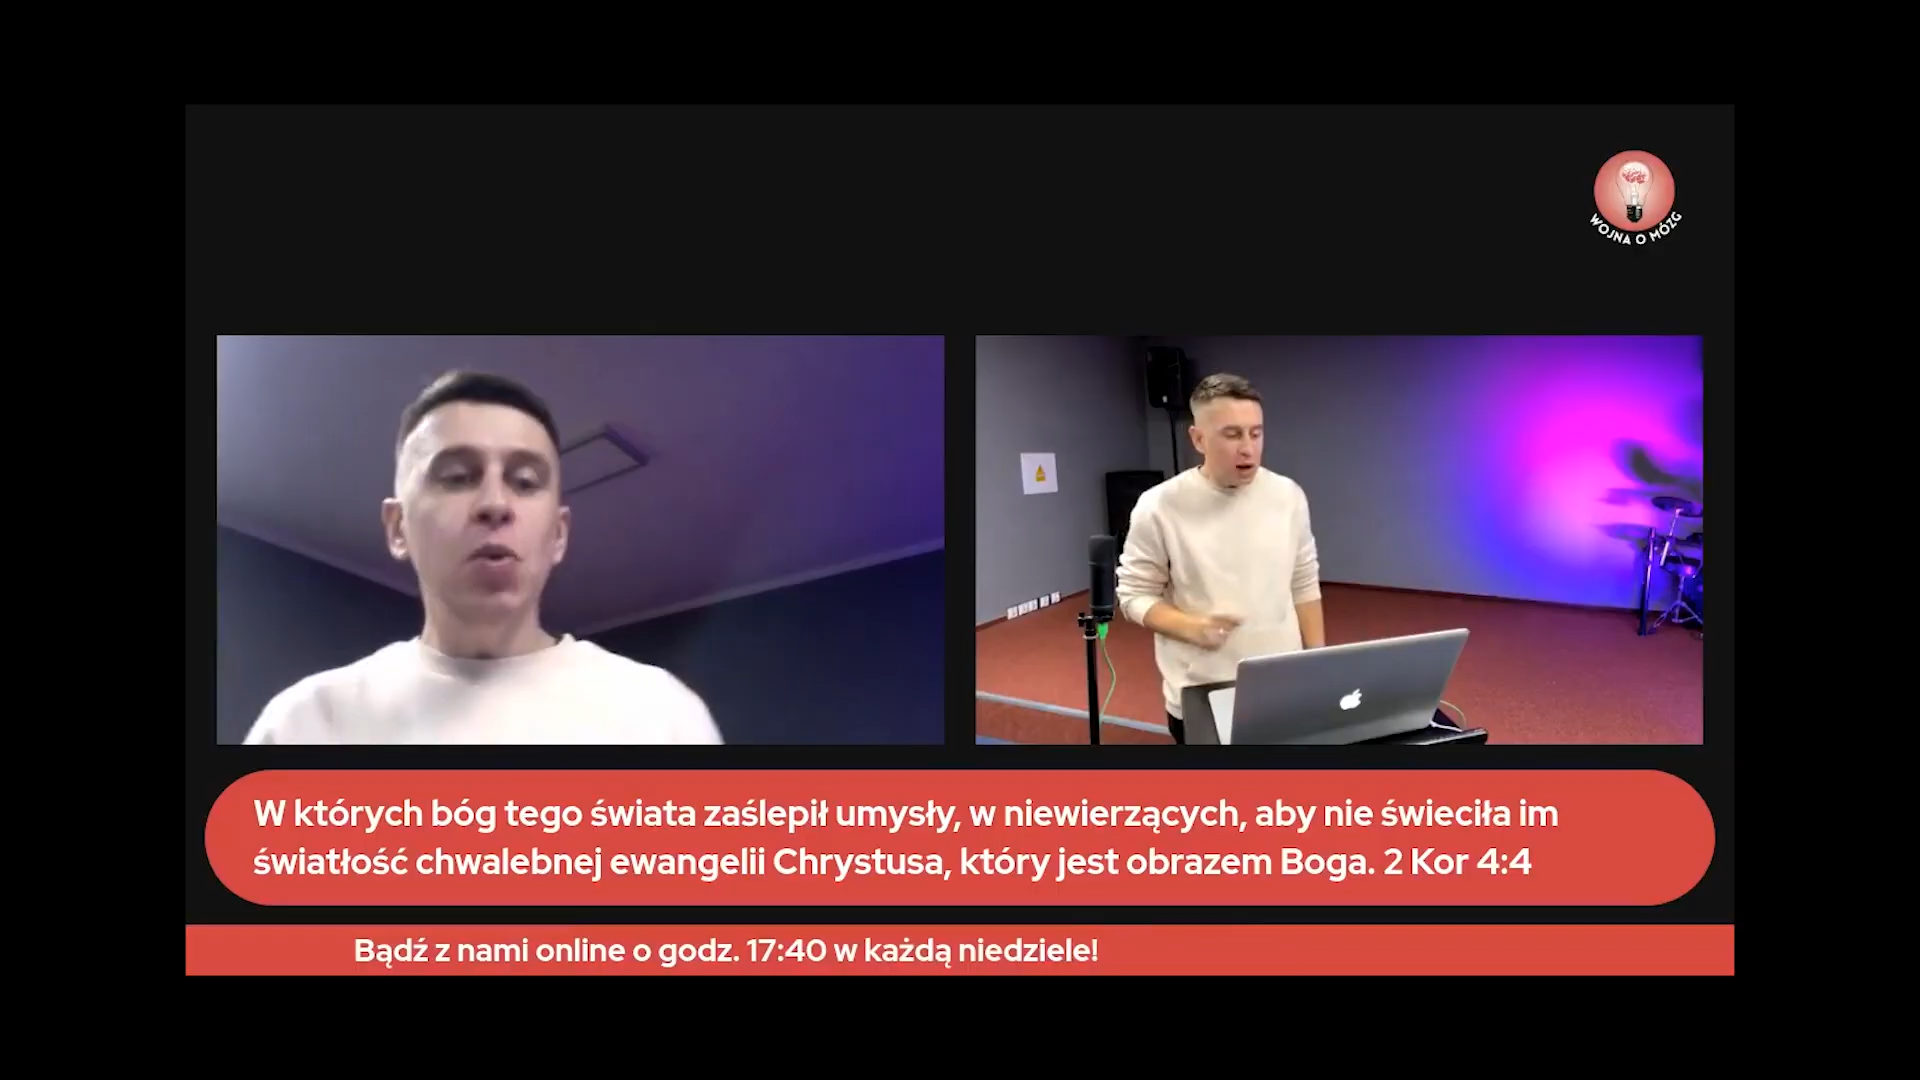 WOJNA O MÓZG
W których bóg tego świata zaślepił umysły, w niewierzących, aby nie świeciła im
światłość chwalebnej ewangelii Chrystusa, który jest obrazem Boga. 2 Kor 4:4
Bądź z nami online o godz. 17:40 w każdą niedziele!